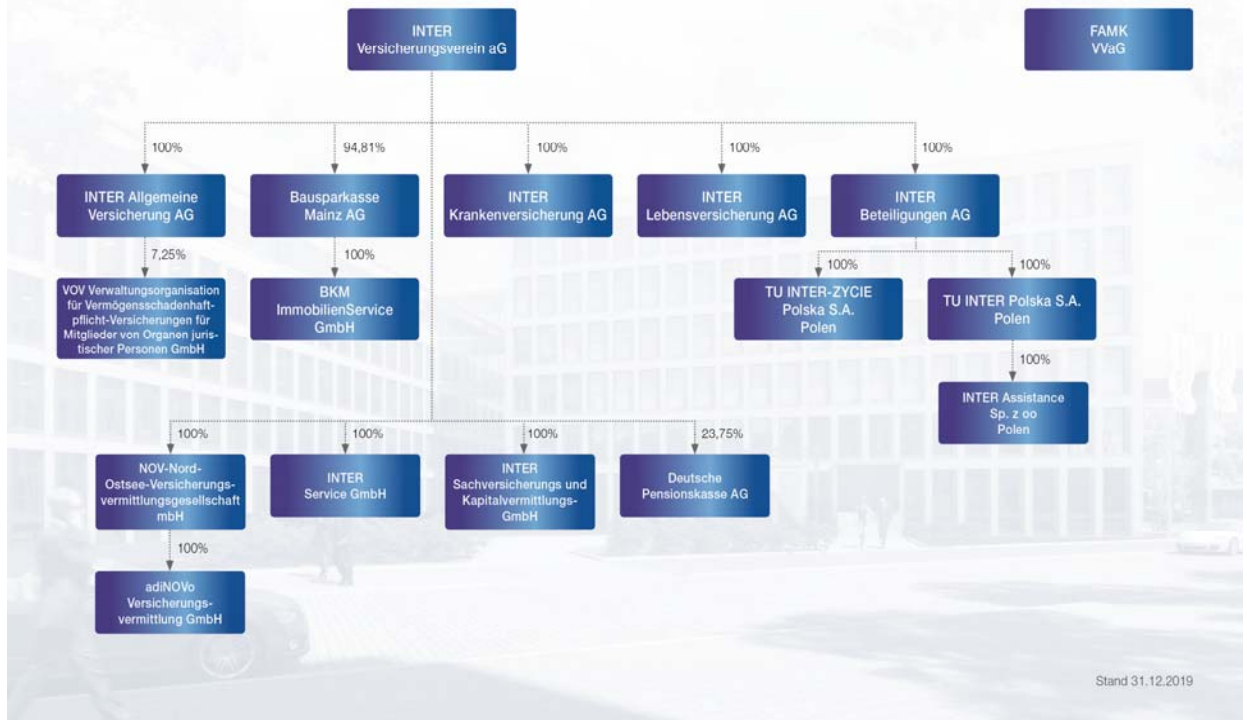 INTER
Versicherungsverein aG
FAMK
VVaG
100%
94,81%
100%
100%
100%
INTER Allgemeine
Versicherung AG
Bausparkasse
Mainz AG
INTER
Krankenversicherung AG
INTER
Lebensversicherung AG
INTER
Beteiligungen AG
7,25%
100%
100%
100%
VOV Verwaltungsorganisation
für Vermögensschadenhaft-
pflicht-Versicherungen für
Mitglieder von Organen juris-
tischer Personen GmbH
BKM
ImmobilienService
GmbH
TU INTER-ZYCIE
Polska S.A.
Polen
TU INTER Polska S.A.
Polen
100%
INTER Assistance
Sp. z oo
Polen
100%
100%
100%
23,75%
NOV-Nord-
Ostsee-Versicherungs-
vermittlungsgesellschaft
mbH
INTER
Service GmbH
INTER
Sachversicherungs und
Kapitalvermittlungs-
GmbH
Deutsche
Pensionskasse AG
100%
adiNOVo
Versicherungs-
vermittlung GmbH
Stand 31.12.2019